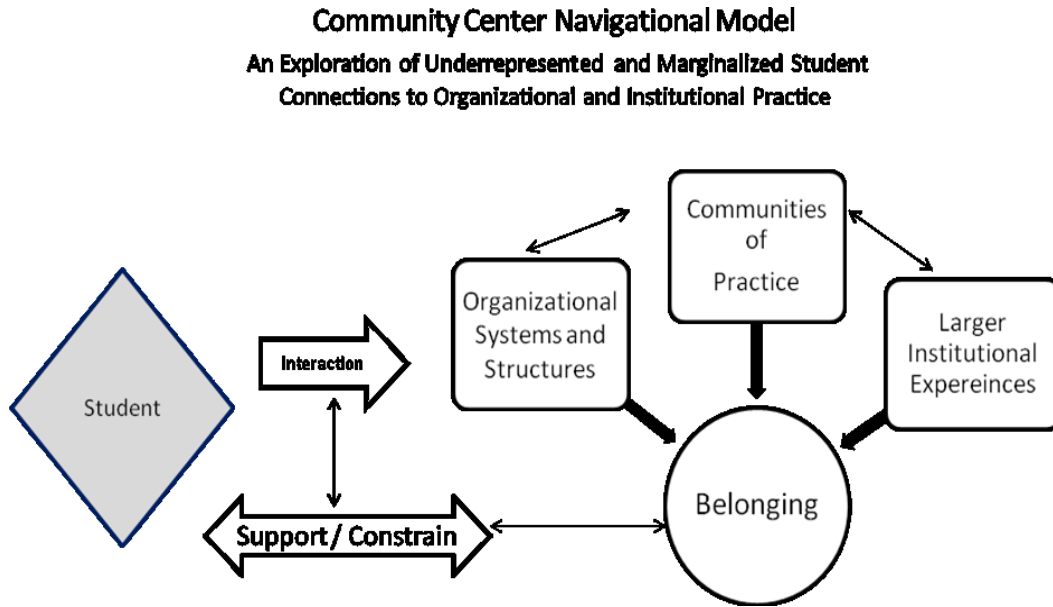 Community Center Navigational Model
An Exploration of Underrepresented and Marginalized Student
Connections to Organizational and Institutional Practice
Communities
of
Practice
Organizational
Systems and
Structures
Larger
Institutional
Expereinces
Interaction
Student
Support / Constrain
Belonging